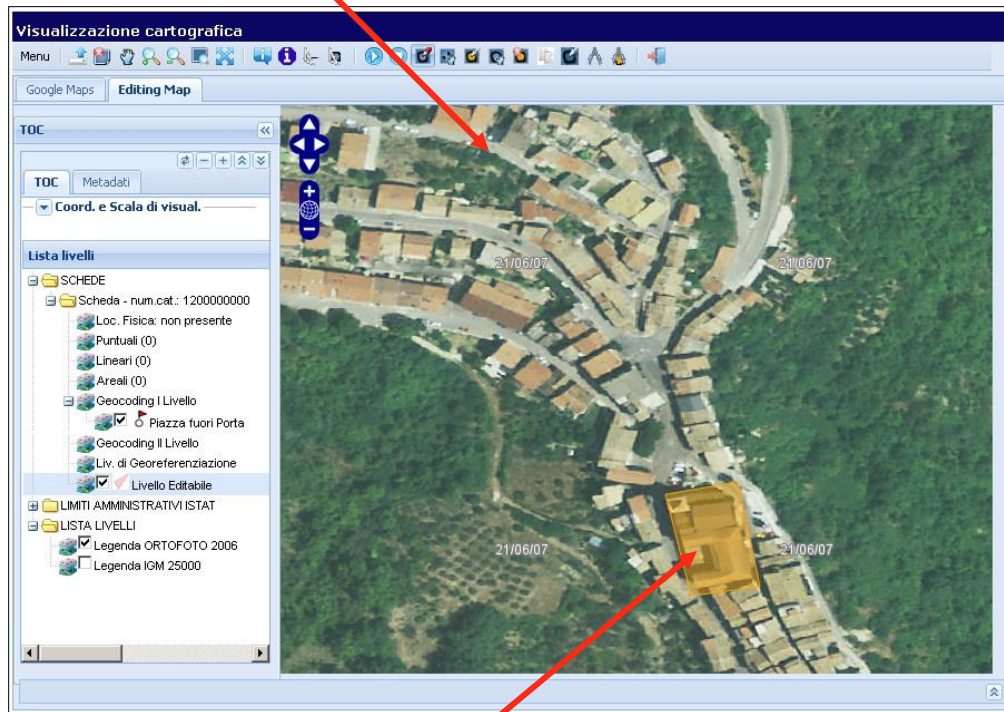 Visualizzazione cartografica
Menu
Google Maps
Editing Map
TOC
TOC
Metadati
Coord. e Scala di visual.
Lista livelli
SCHEDE
Scheda - num.cat.: 1200000000
Loc. Fisica: non presente
Puntuali (0)
Lineari (0)
Areali (0)
Geocoding I Livello
Piazza fuori Porta
Geocoding II Livello
Liv. di Georeferenziazione
Livello Editabile
LIMITI AMMINISTRATIVI ISTAT
LISTA LIVELLI
Legenda ORTOFOTO 2006
Legenda IGM 25000
21/06/07
21/06/07
21/06/07
21/06/07